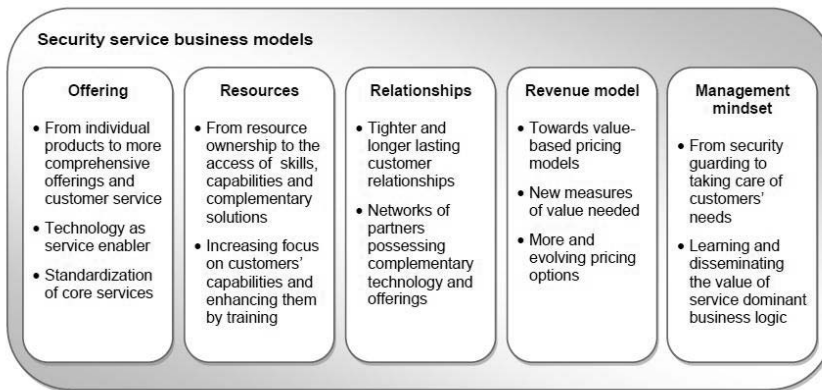 Security service business models
Offering
• From individual
products to more
comprehensive
offerings and
customer service
• Technology as
service enabler
• Standardization
of core services
Resources
• From resource
ownership to the
access of skills,
capabilities and
complementary
solutions
• Increasing focus
on customers’
capabilities and
enhancing them
by training
Relationships
• Tighter and
longer lasting
customer
relationships
• Networks of
partners
possessing
complementary
technology and
offerings
Revenue model
• Towards value-
based pricing
models
• New measures
of value needed
• More and
evolving pricing
options
Management
mindset
• From security
guarding to
taking care of
customers’
needs
• Learning and
disseminating
the value of
service dominant
business logic